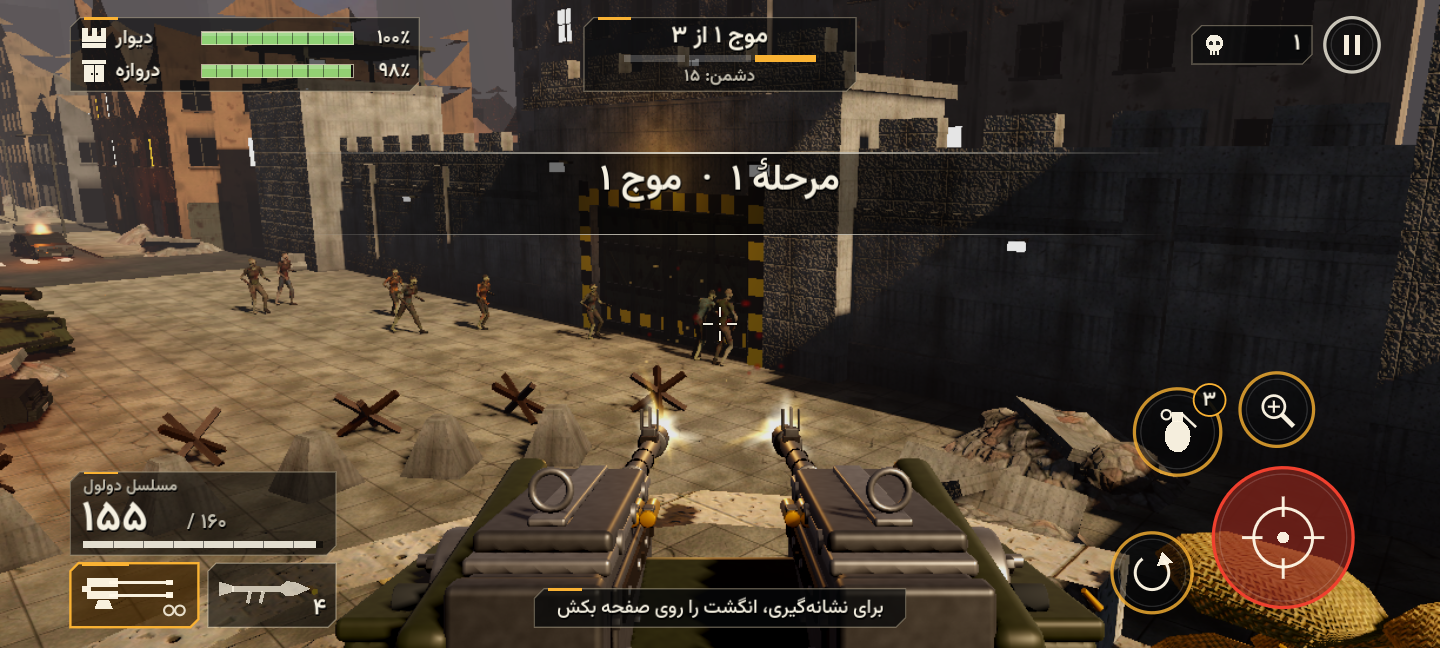 دیوار ۱۰۰٪
دروازه ۹۸٪
موج ۱ از ۳
دشمن: ۱۵
۱
مرحلهٔ ۱ · موج ۱
۳
مسلسل دولول
۱۵۵ / ۱۶۰
∞
۴
برای نشانه‌گیری، انگشت را روی صفحه بکش